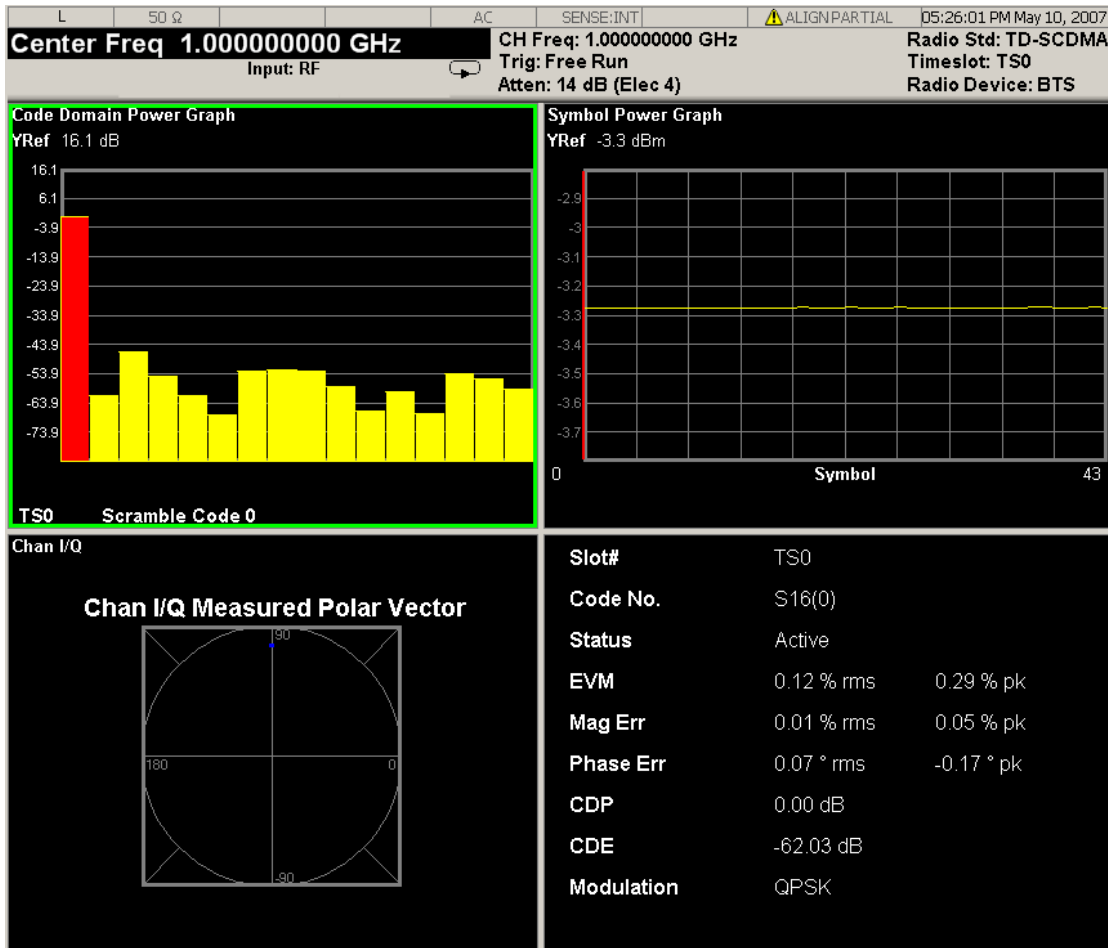 L 50 Ω AC SENSE:INT ALIGN PARTIAL 05:26:01 PM May 10, 2007
Center Freq 1.000000000 GHz
Input: RF
CH Freq: 1.000000000 GHz
Trig: Free Run
Atten: 14 dB (Elec 4)
Radio Std: TD-SCDMA
Timeslot: TS0
Radio Device: BTS
Code Domain Power Graph
YRef 16.1 dB
16.1
6.1
-3.9
-13.9
-23.9
-33.9
-43.9
-53.9
-63.9
-73.9
TS0 Scramble Code 0
Symbol Power Graph
YRef -3.3 dBm
-2.9
-3
-3.1
-3.2
-3.3
-3.4
-3.5
-3.6
-3.7
0 Symbol 43
Chan I/Q
Chan I/Q Measured Polar Vector
90
180 0
-90
Slot# TS0
Code No. S16(0)
Status Active
EVM 0.12 % rms 0.29 % pk
Mag Err 0.01 % rms 0.05 % pk
Phase Err 0.07 ° rms -0.17 ° pk
CDP 0.00 dB
CDE -62.03 dB
Modulation QPSK